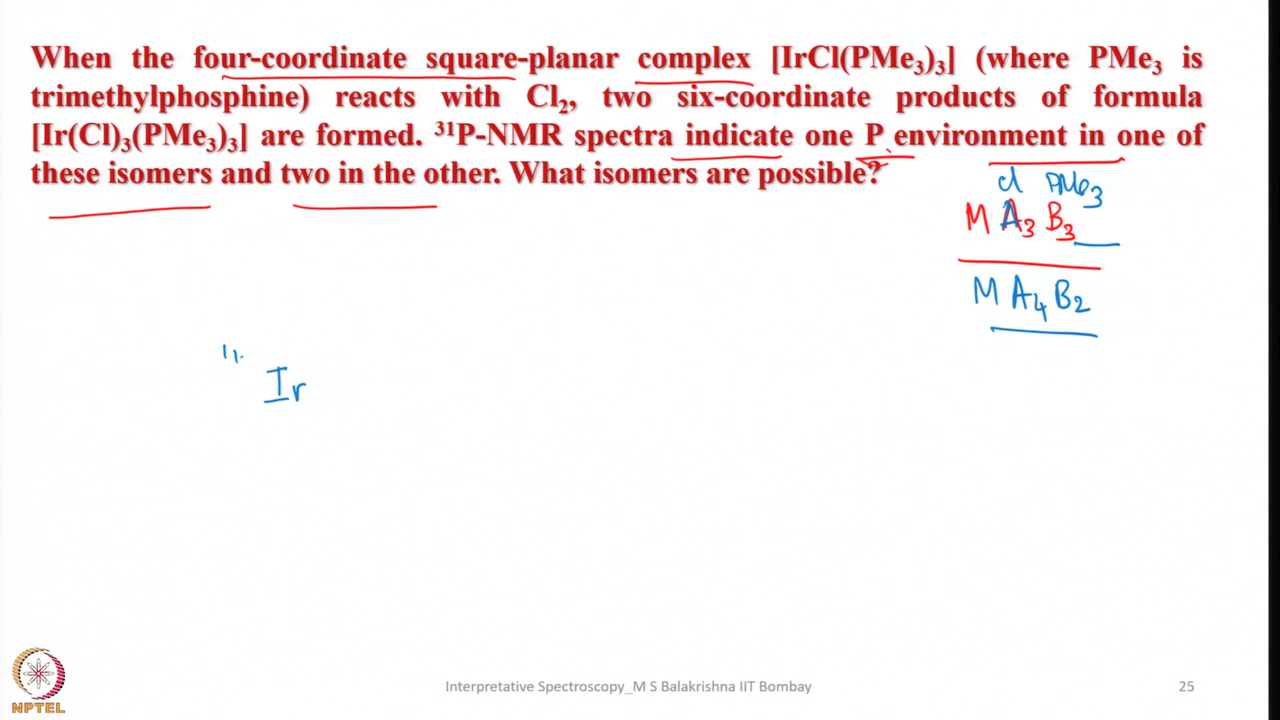 When the four-coordinate square-planar complex [IrCl(PMe₃)₃] (where PMe₃ is
trimethylphosphine) reacts with Cl₂, two six-coordinate products of formula
[Ir(Cl)₃(PMe₃)₃] are formed. ³¹P-NMR spectra indicate one P environment in one of
these isomers and two in the other. What isomers are possible?
Cl PMe₃
M A₃ B₃
M A₄ B₂
Ir
NPTEL
Interpretative Spectroscopy_M S Balakrishna IIT Bombay
25